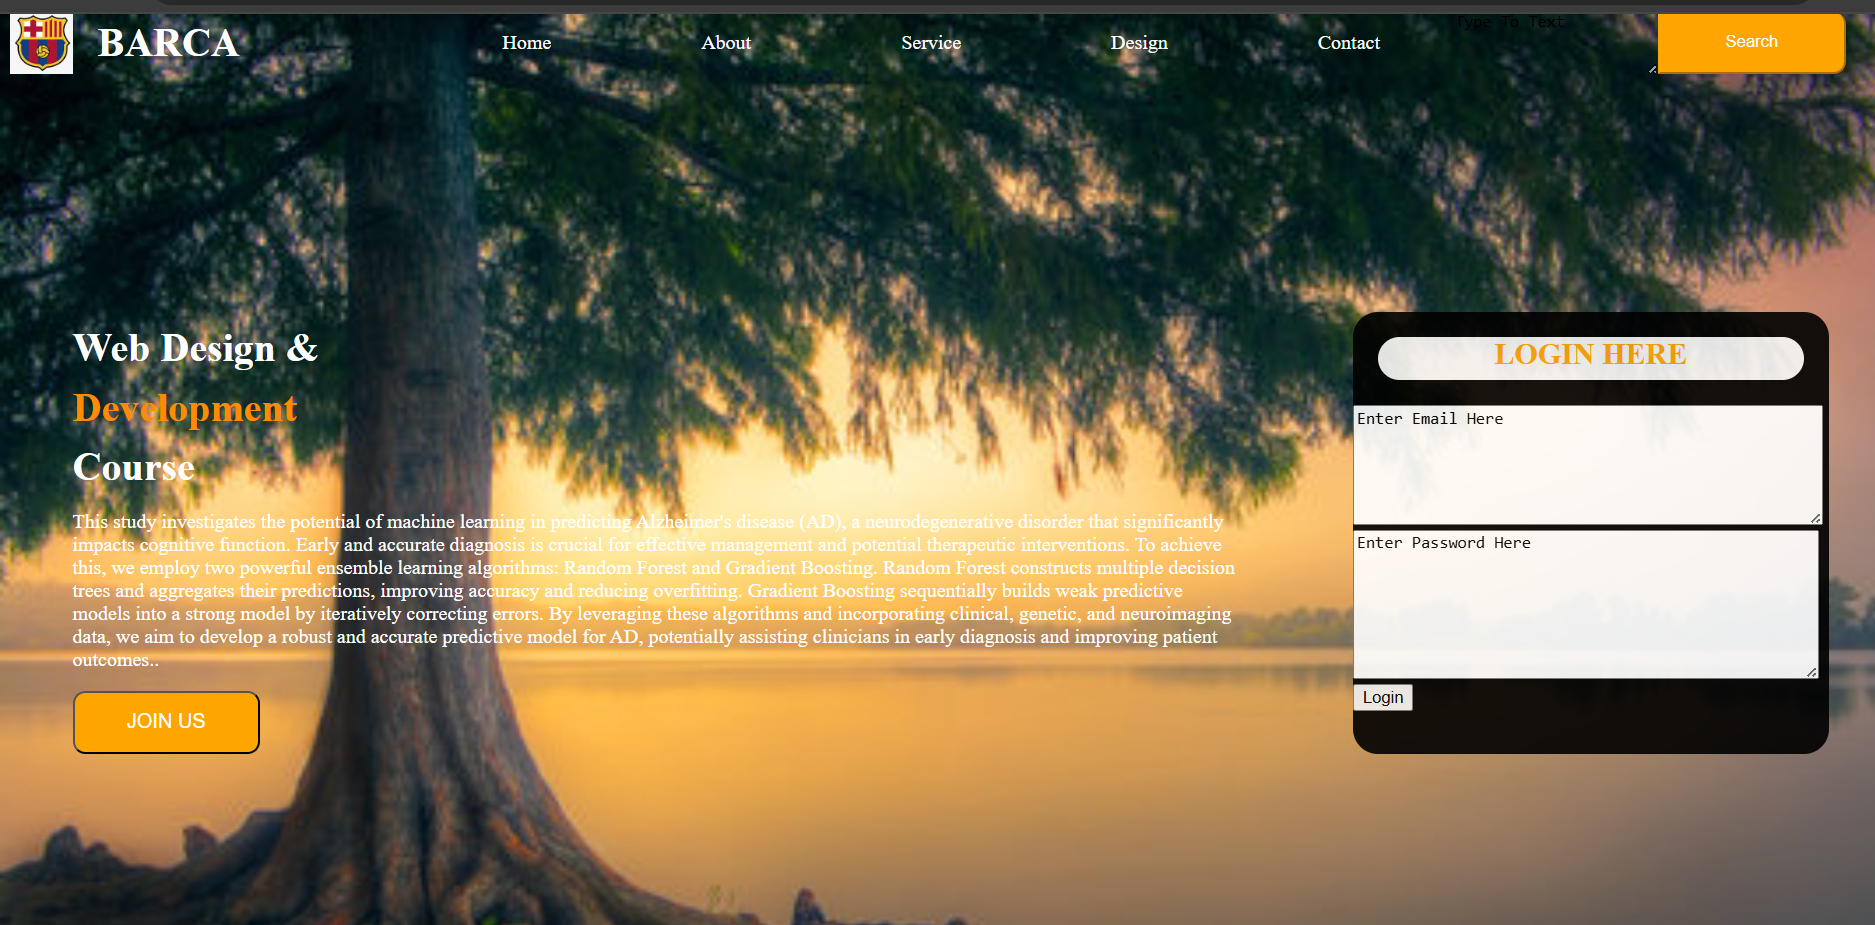 BARCA
Home
About
Service
Design
Contact
Type To Text
Search
Web Design &
Development
Course
This study investigates the potential of machine learning in predicting Alzheimer's disease (AD), a neurodegenerative disorder that significantly
impacts cognitive function. Early and accurate diagnosis is crucial for effective management and potential therapeutic interventions. To achieve
this, we employ two powerful ensemble learning algorithms: Random Forest and Gradient Boosting. Random Forest constructs multiple decision
trees and aggregates their predictions, improving accuracy and reducing overfitting. Gradient Boosting sequentially builds weak predictive
models into a strong model by iteratively correcting errors. By leveraging these algorithms and incorporating clinical, genetic, and neuroimaging
data, we aim to develop a robust and accurate predictive model for AD, potentially assisting clinicians in early diagnosis and improving patient
outcomes..
JOIN US
LOGIN HERE
Enter Email Here
Enter Password Here
Login